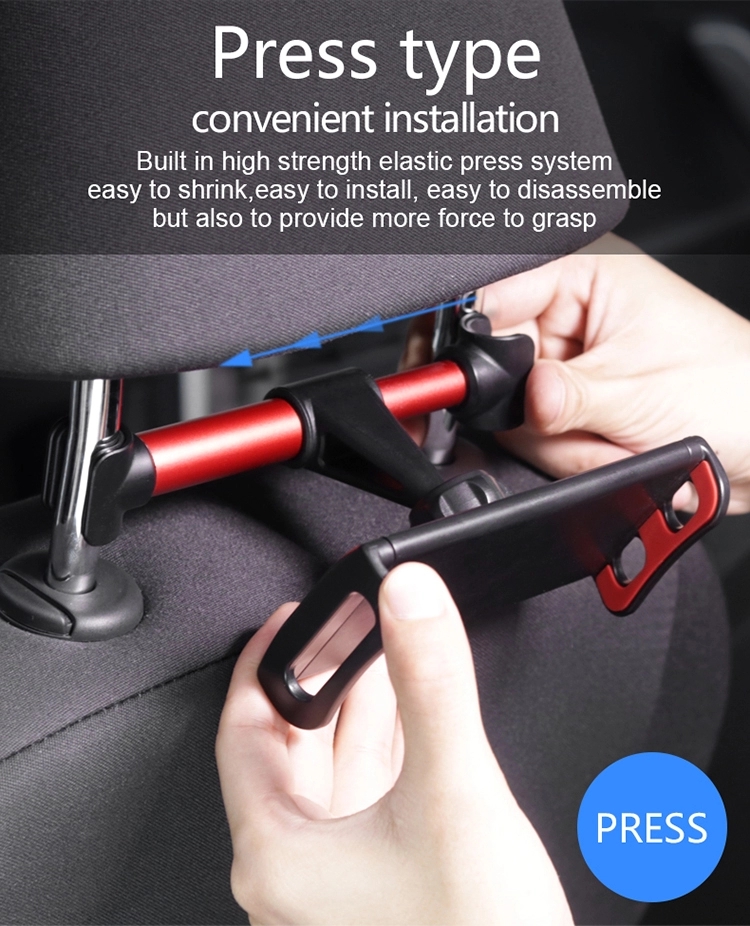 Press type
convenient installation
Built in high strength elastic press system
easy to shrink,easy to install, easy to disassemble
but also to provide more force to grasp
PRESS